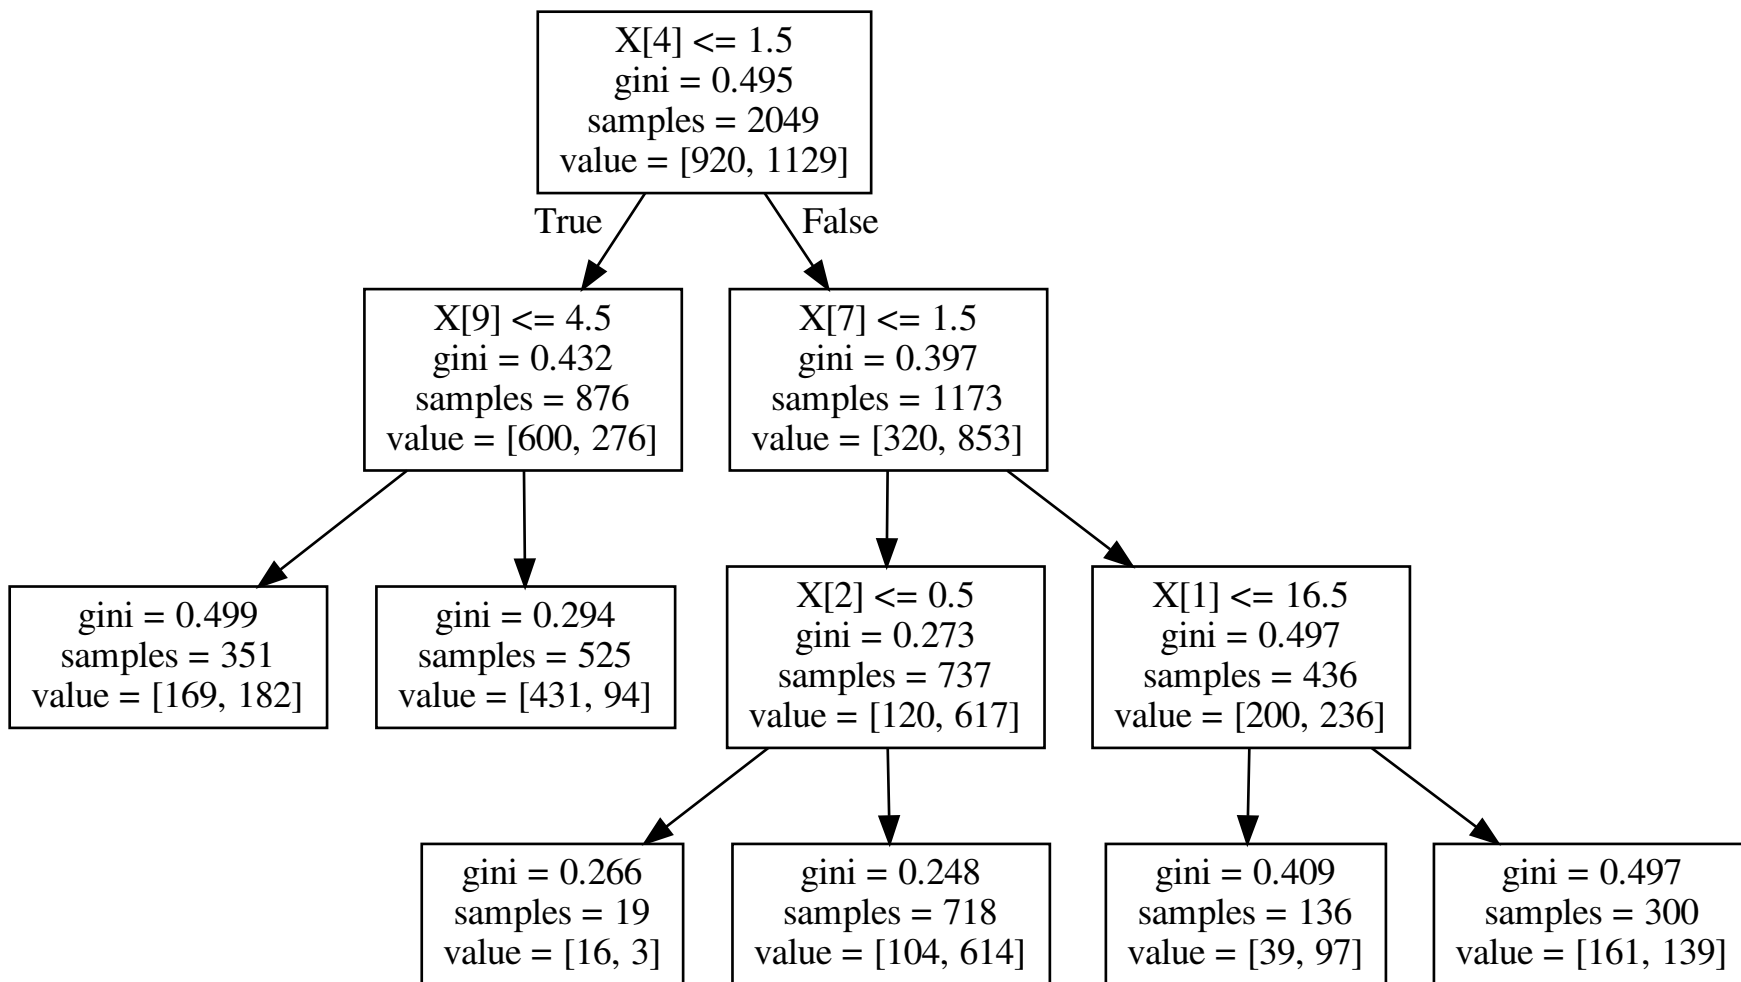 X[4] <= 1.5
gini = 0.495
samples = 2049
value = [920, 1129]
True
False
X[9] <= 4.5
gini = 0.432
samples = 876
value = [600, 276]
X[7] <= 1.5
gini = 0.397
samples = 1173
value = [320, 853]
gini = 0.499
samples = 351
value = [169, 182]
gini = 0.294
samples = 525
value = [431, 94]
X[2] <= 0.5
gini = 0.273
samples = 737
value = [120, 617]
X[1] <= 16.5
gini = 0.497
samples = 436
value = [200, 236]
gini = 0.266
samples = 19
value = [16, 3]
gini = 0.248
samples = 718
value = [104, 614]
gini = 0.409
samples = 136
value = [39, 97]
gini = 0.497
samples = 300
value = [161, 139]